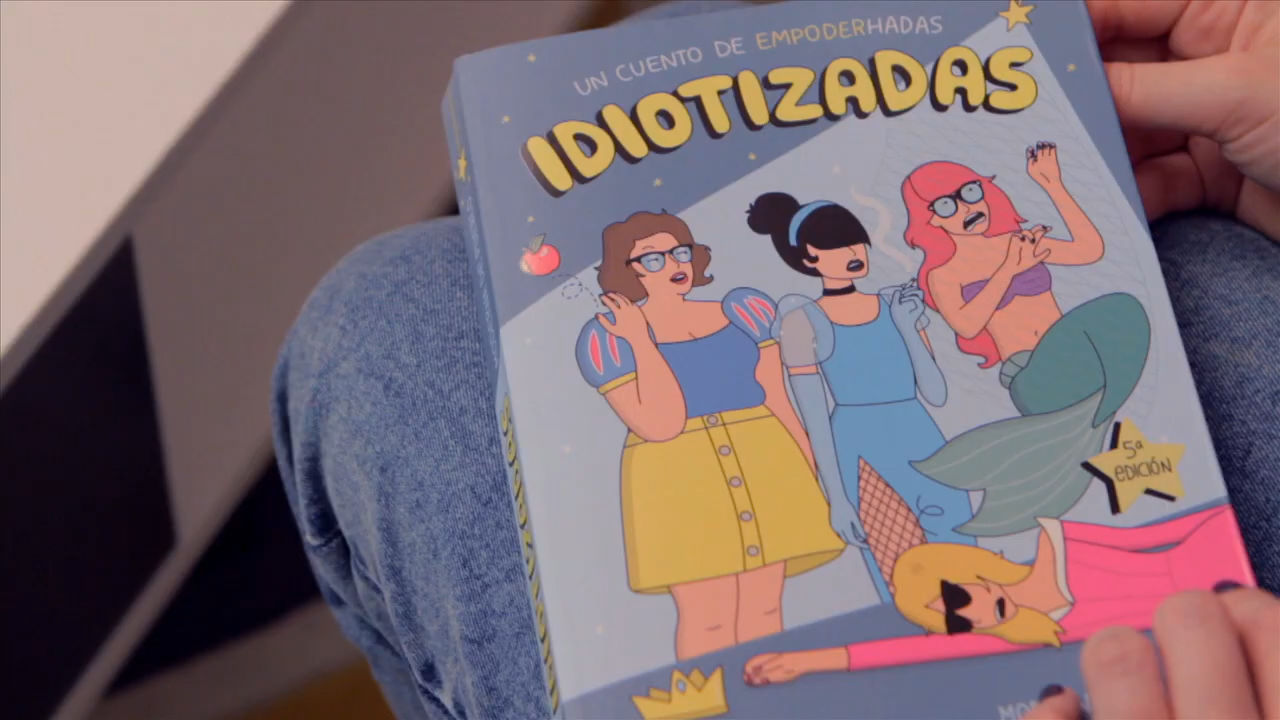 UN CUENTO DE EMPODERHADAS
IDIOTIZADAS
5ª
EDICIÓN